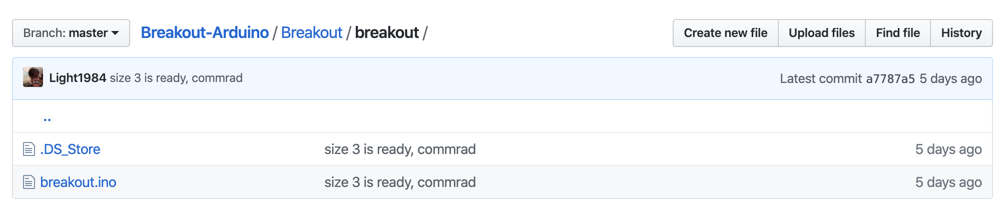 Branch: master Breakout-Arduino / Breakout / breakout / Create new file Upload files Find file History
Light1984 size 3 is ready, commrad Latest commit a7787a5 5 days ago
..
.DS_Store size 3 is ready, commrad 5 days ago
breakout.ino size 3 is ready, commrad 5 days ago